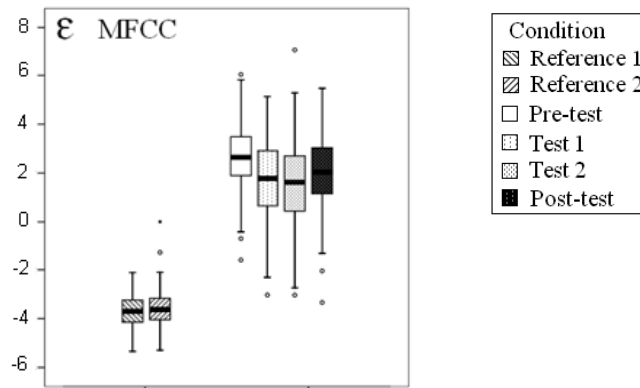 ɛ MFCC
8
6
4
2
0
-2
-4
-6
Condition
Reference 1
Reference 2
Pre-test
Test 1
Test 2
Post-test